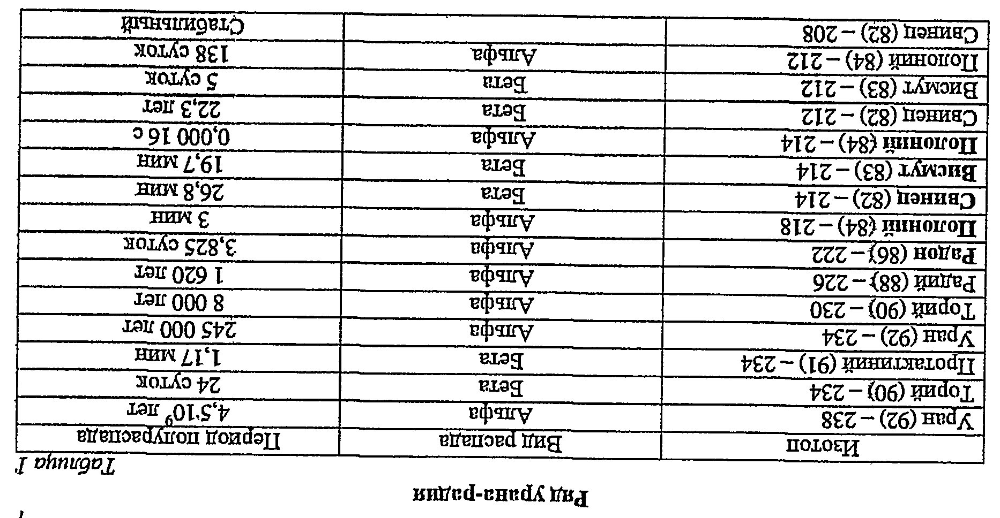 Ряд урана-радия
Таблица 1
Изотоп Вид распада Период полураспада
Уран (92) – 238 Альфа 4,5·10⁹ лет
Торий (90) – 234 Бета 24 суток
Протактиний (91) – 234 Бета 1,17 мин
Уран (92) – 234 Альфа 245 000 лет
Торий (90) – 230 Альфа 8 000 лет
Радий (88) – 226 Альфа 1 620 лет
Радон (86) – 222 Альфа 3,825 суток
Полоний (84) – 218 Альфа 3 мин
Свинец (82) – 214 Бета 26,8 мин
Висмут (83) – 214 Бета 19,7 мин
Полоний (84) – 214 Альфа 0,000 16 с
Свинец (82) – 212 Бета 22,3 лет
Висмут (83) – 212 Бета 5 суток
Полоний (84) – 212 Альфа 138 суток
Свинец (82) – 208 Стабильный